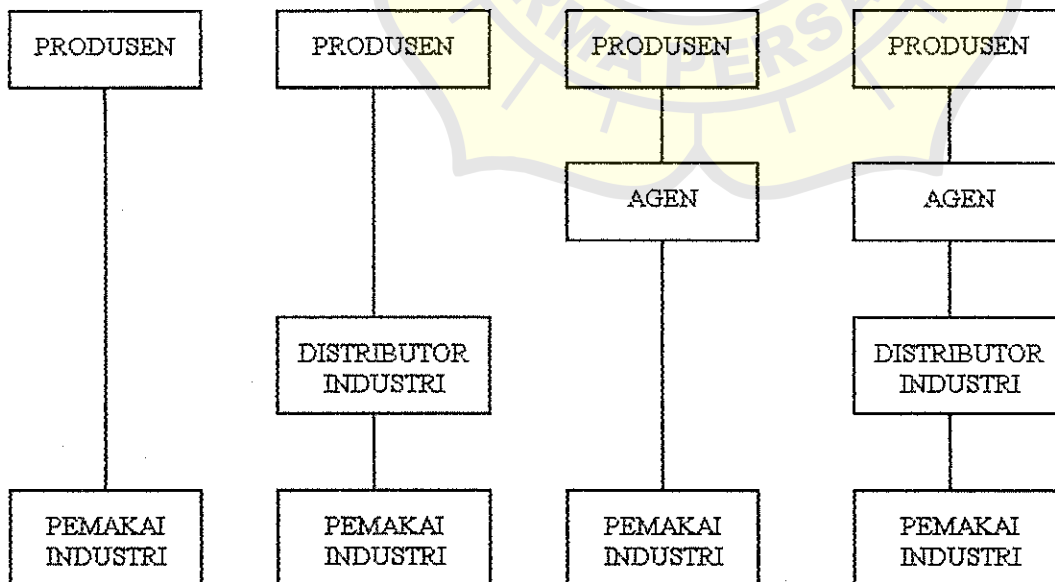 PRODUSEN
PRODUSEN
PRODUSEN
PRODUSEN
AGEN
AGEN
DISTRIBUTOR
INDUSTRI
DISTRIBUTOR
INDUSTRI
PEMAKAI
INDUSTRI
PEMAKAI
INDUSTRI
PEMAKAI
INDUSTRI
PEMAKAI
INDUSTRI